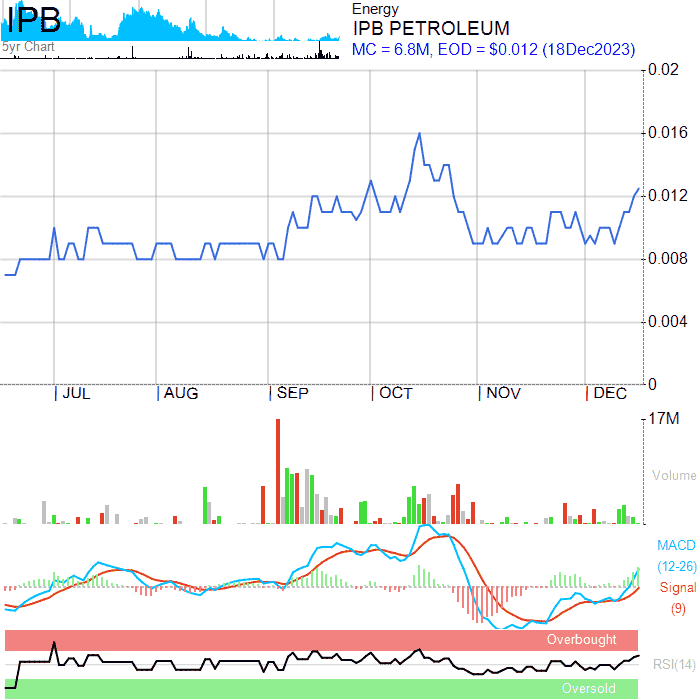 IPB
5yr Chart
Energy
IPB PETROLEUM
MC = 6.8M, EOD = $0.012 (18Dec2023)
0.02
0.016
0.012
0.008
0.004
0
JUL
AUG
SEP
OCT
NOV
DEC
17M
Volume
MACD
(12-26)
Signal
(9)
Overbought
RSI(14)
Oversold